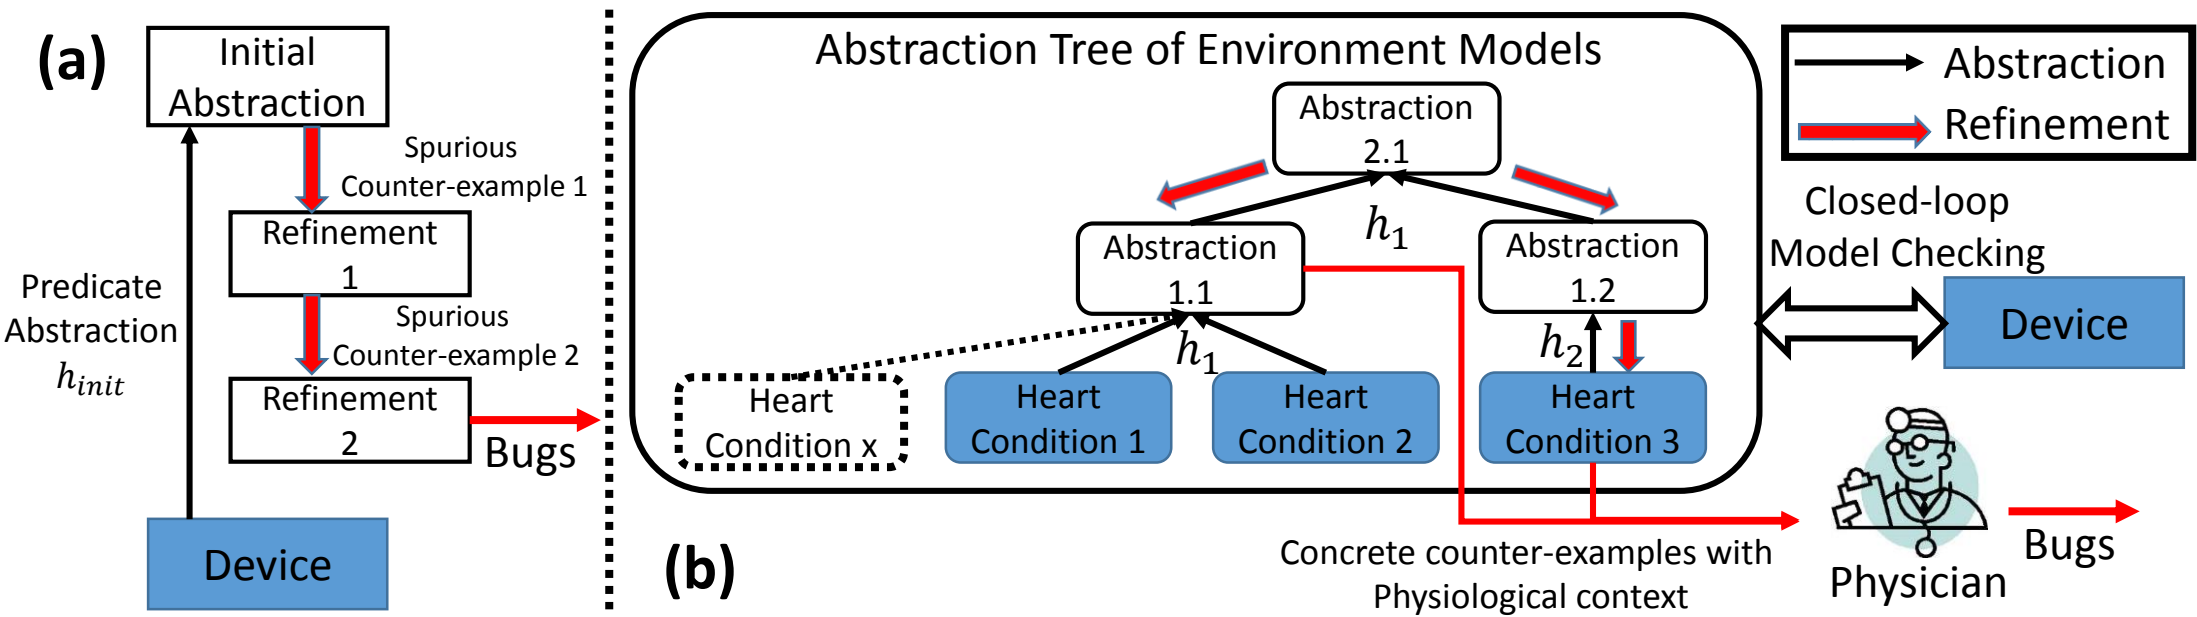 (a)
Initial
Abstraction
Spurious
Counter-example 1
Refinement
1
Predicate
Abstraction
h_init
Spurious
Counter-example 2
Refinement
2
Bugs
Device
(b)
Abstraction Tree of Environment Models
Abstraction
2.1
h₁
Abstraction
1.1
Abstraction
1.2
h₁
h₂
Heart
Condition x
Heart
Condition 1
Heart
Condition 2
Heart
Condition 3
Concrete counter-examples with
Physiological context
Abstraction
Refinement
Closed-loop
Model Checking
Device
Physician
Bugs